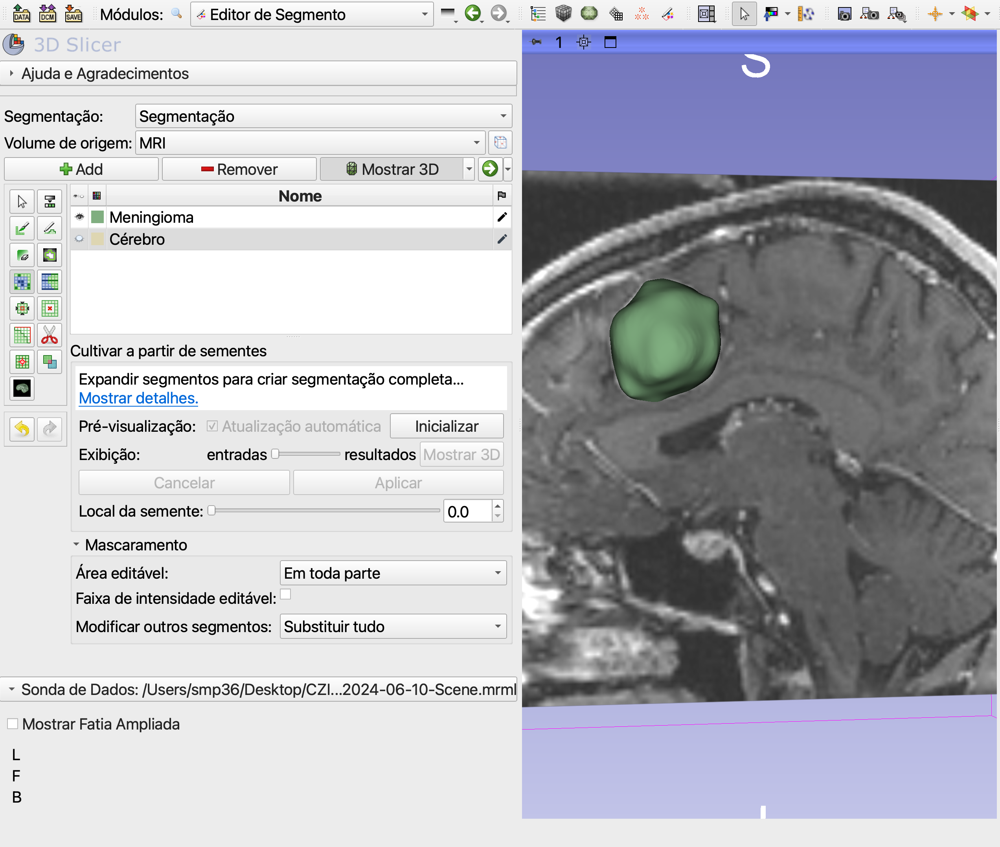 DATA DCM SAVE Módulos: Editor de Segmento
3D Slicer
1
S
Ajuda e Agradecimentos
Segmentação: Segmentação
Volume de origem: MRI
Add Remover Mostrar 3D
Nome
Meningioma
Cérebro
Cultivar a partir de sementes
Expandir segmentos para criar segmentação completa...
Mostrar detalhes.
Pré-visualização: Atualização automática Inicializar
Exibição: entradas resultados Mostrar 3D
Cancelar Aplicar
Local da semente: 0.0
Mascaramento
Área editável: Em toda parte
Faixa de intensidade editável:
Modificar outros segmentos: Substituir tudo
Sonda de Dados: /Users/smp36/Desktop/CZI...2024-06-10-Scene.mrml
Mostrar Fatia Ampliada
L
F
B